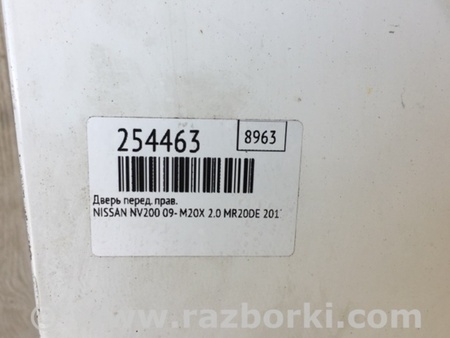 254463
8963
Дверь перед. прав.
NISSAN NV200 09- M20X 2.0 MR20DE 201
© www.razborki.com